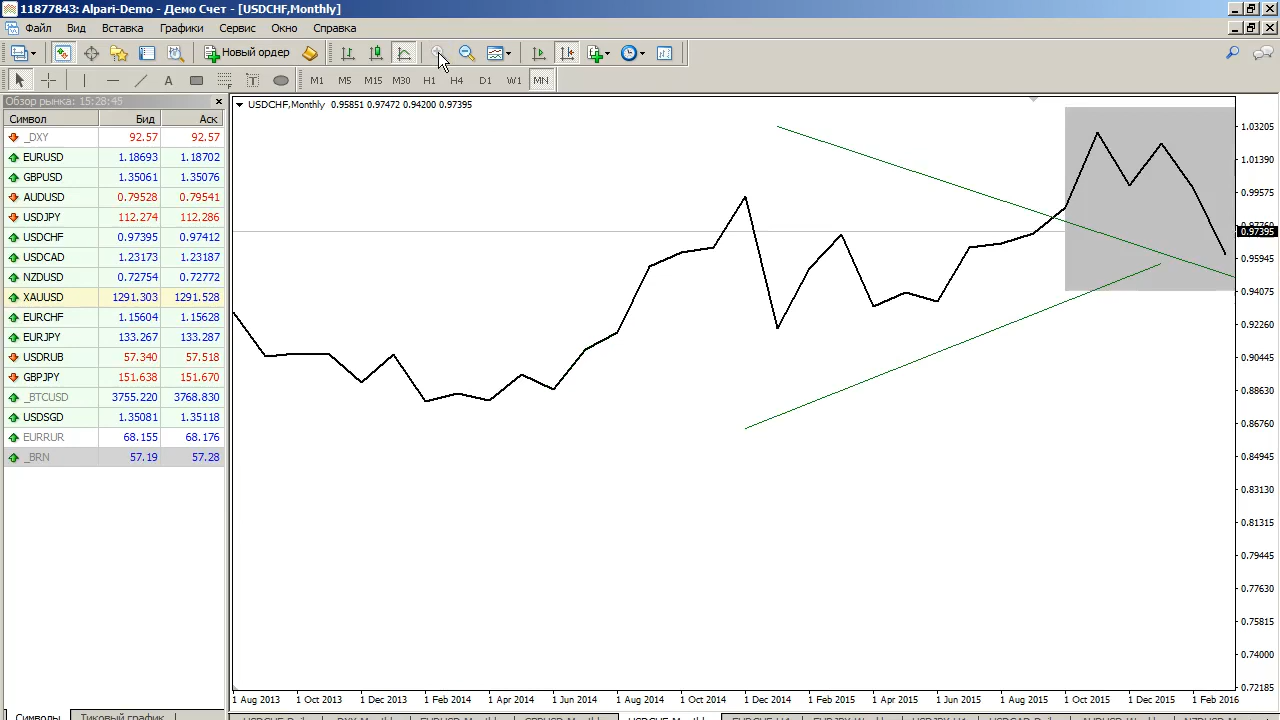 11877843: Alpari-Demo - Демо Счет - [USDCHF,Monthly]
Файл Вид Вставка Графики Сервис Окно Справка
Новый ордер
A T M1 M5 M15 M30 H1 H4 D1 W1 MN
Обзор рынка: 15:28:45
Символ Бид Аск
_DXY 92.57 92.57
EURUSD 1.18693 1.18702
GBPUSD 1.35061 1.35076
AUDUSD 0.79528 0.79541
USDJPY 112.274 112.286
USDCHF 0.97395 0.97412
USDCAD 1.23173 1.23187
NZDUSD 0.72754 0.72772
XAUUSD 1291.303 1291.528
EURCHF 1.15604 1.15628
EURJPY 133.267 133.287
USDRUB 57.340 57.518
GBPJPY 151.638 151.670
_BTCUSD 3755.220 3768.830
USDSGD 1.35081 1.35118
EURRUR 68.155 68.176
_BRN 57.19 57.28
USDCHF,Monthly 0.95851 0.97472 0.94200 0.97395
1.03205
1.01390
0.99575
0.97395
0.95945
0.94075
0.92260
0.90445
0.88630
0.86760
0.84945
0.83130
0.81315
0.79445
0.77630
0.75815
0.74000
0.72185
1 Aug 2013 1 Oct 2013 1 Dec 2013 1 Feb 2014 1 Apr 2014 1 Jun 2014 1 Aug 2014 1 Oct 2014 1 Dec 2014 1 Feb 2015 1 Apr 2015 1 Jun 2015 1 Aug 2015 1 Oct 2015 1 Dec 2015 1 Feb 2016
Символы Тиковый график